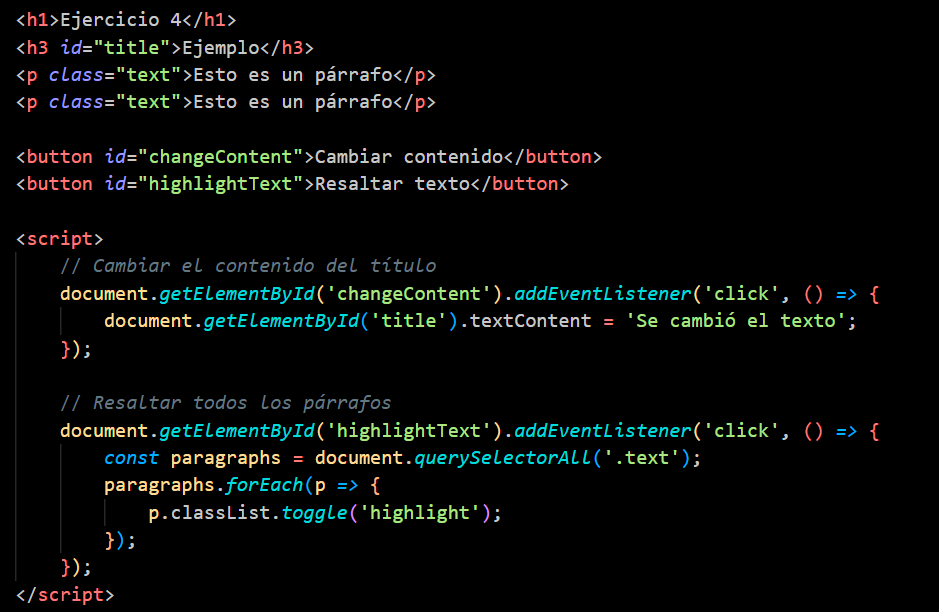 <h1>Ejercicio 4</h1>
<h3 id="title">Ejemplo</h3>
<p class="text">Esto es un párrafo</p>
<p class="text">Esto es un párrafo</p>
<button id="changeContent">Cambiar contenido</button>
<button id="highlightText">Resaltar texto</button>
<script>
// Cambiar el contenido del título
document.getElementById('changeContent').addEventListener('click', () => {
document.getElementById('title').textContent = 'Se cambió el texto';
});
// Resaltar todos los párrafos
document.getElementById('highlightText').addEventListener('click', () => {
const paragraphs = document.querySelectorAll('.text');
paragraphs.forEach(p => {
p.classList.toggle('highlight');
});
});
</script>